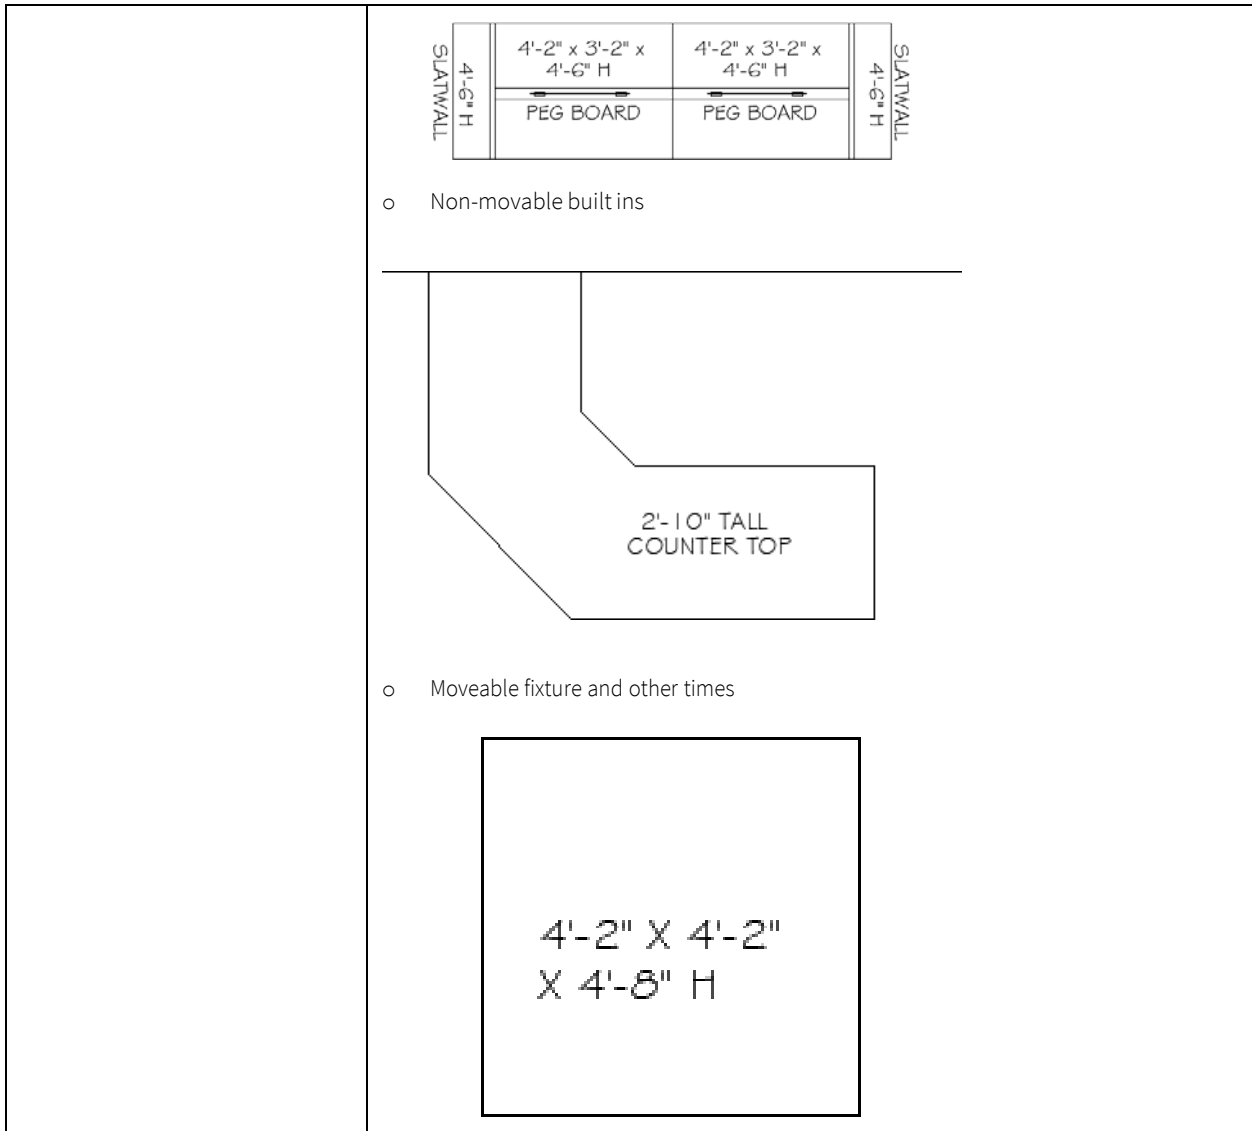 SLATWALL
4'-6" H
4'-2" x 3'-2" x
4'-6" H
PEG BOARD
4'-2" x 3'-2" x
4'-6" H
PEG BOARD
4'-6" H
SLATWALL
o Non-movable built ins
2'-10" TALL
COUNTER TOP
o Moveable fixture and other times
4'-2" X 4'-2"
X 4'-8" H